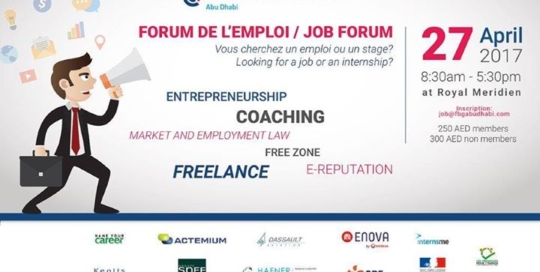 Abu Dhabi
FORUM DE L'EMPLOI / JOB FORUM
Vous cherchez un emploi ou un stage?
Looking for a job or an internship?
27 April
2017
8:30am - 5:30pm
at Royal Meridien
Inscription:
job@fbgabudhabi.com
250 AED members
300 AED non members
ENTREPRENEURSHIP
COACHING
MARKET AND EMPLOYMENT LAW
FREE ZONE
FREELANCE
E-REPUTATION
NAME YOUR
career
ACTEMIUM
DASSAULT
AVIATION
ENOVA
internsme
HAFNER